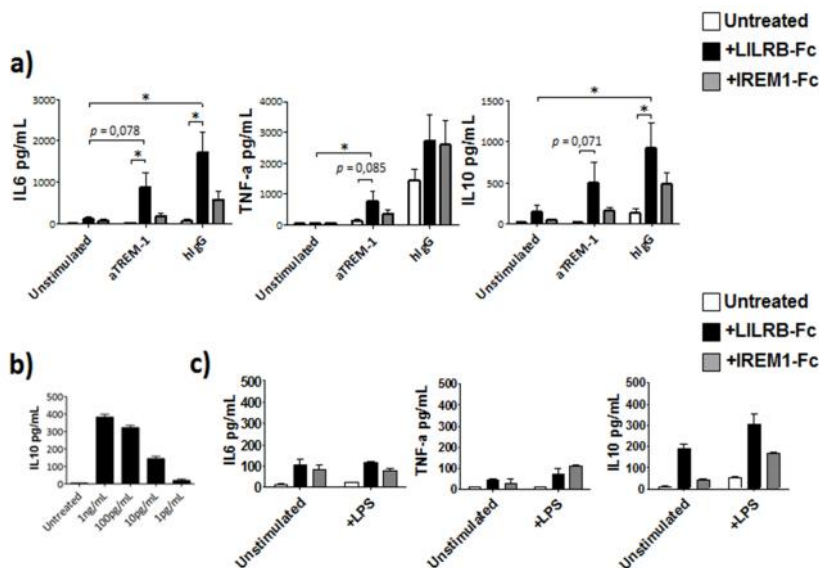 Untreated
+LILRB-Fc
+IREM1-Fc
a)
IL6 pg/mL
3000
2000
1000
0
*
p = 0,078
*
*
Unstimulated
aTREM-1
hIgG
TNF-a pg/mL
4000
3000
2000
1000
0
*
p = 0,085
Unstimulated
aTREM-1
hIgG
IL10 pg/mL
1500
1000
500
0
*
p = 0,071
*
Unstimulated
aTREM-1
hIgG
Untreated
+LILRB-Fc
+IREM1-Fc
b)
IL10 pg/mL
500
400
300
200
100
0
Untreated
1ng/mL
100pg/mL
10pg/mL
1pg/mL
c)
IL6 pg/mL
500
400
300
200
100
0
Unstimulated
+LPS
TNF-a pg/mL
500
400
300
200
100
0
Unstimulated
+LPS
IL10 pg/mL
500
400
300
200
100
0
Unstimulated
+LPS